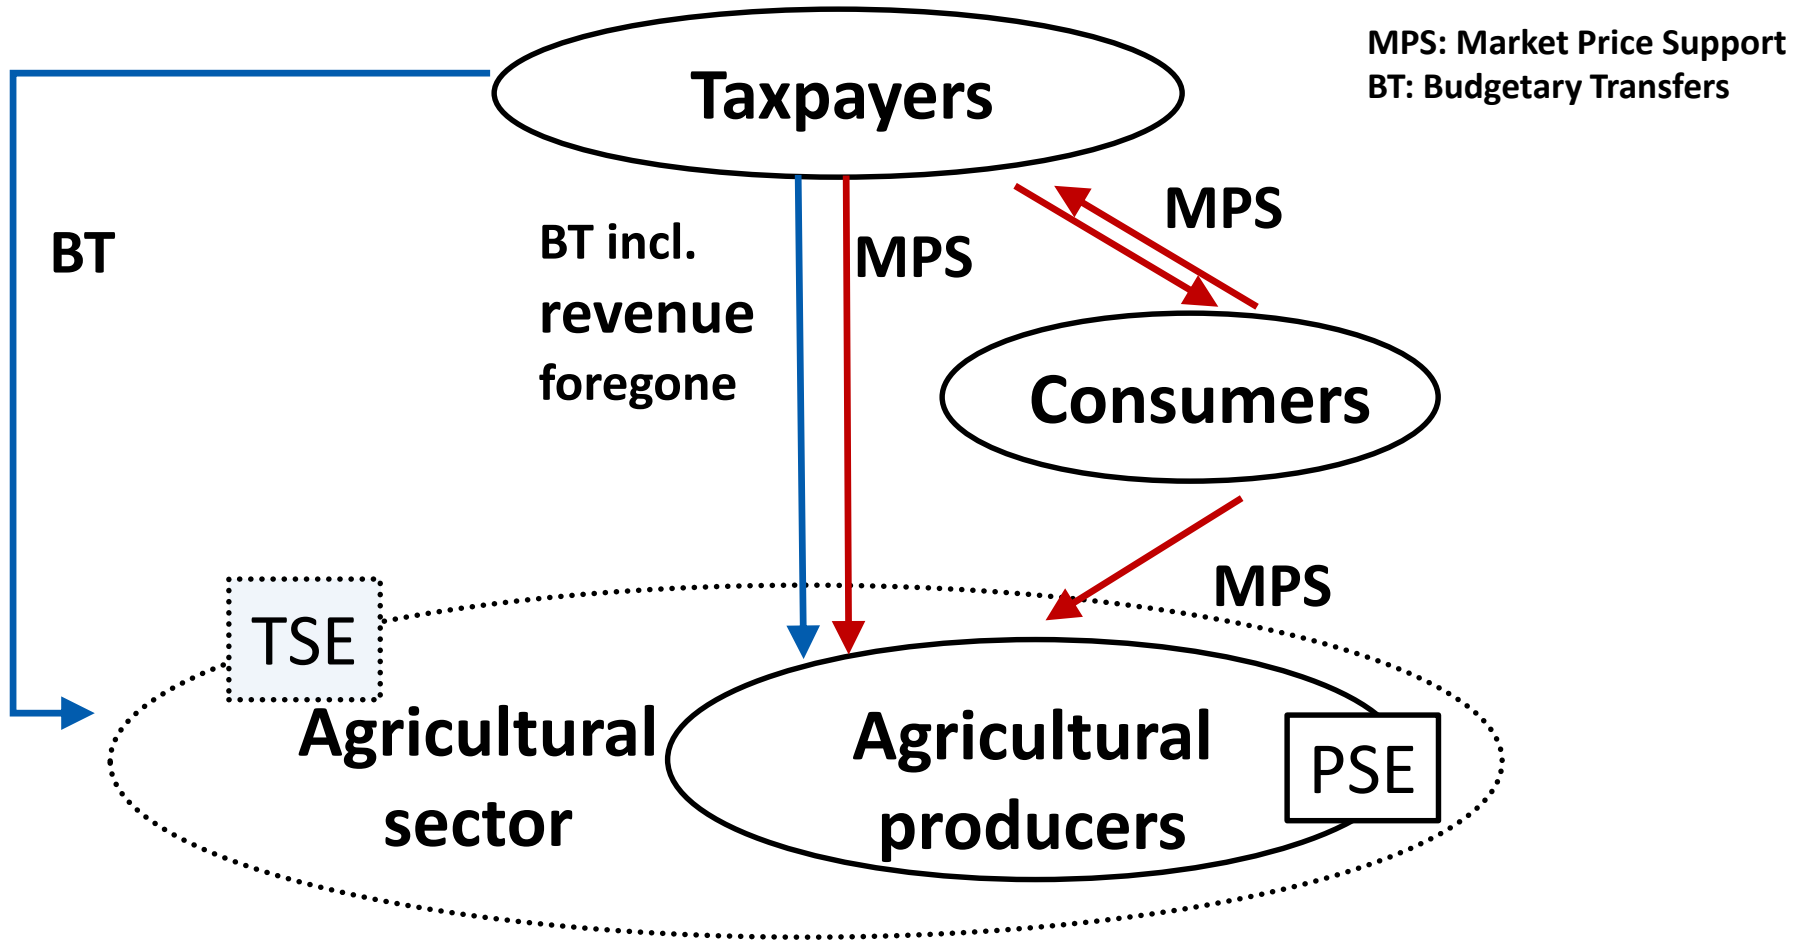 MPS: Market Price Support
BT: Budgetary Transfers
Taxpayers
MPS
BT
BT incl.
revenue
foregone
MPS
Consumers
MPS
TSE
Agricultural
sector
Agricultural
producers
PSE